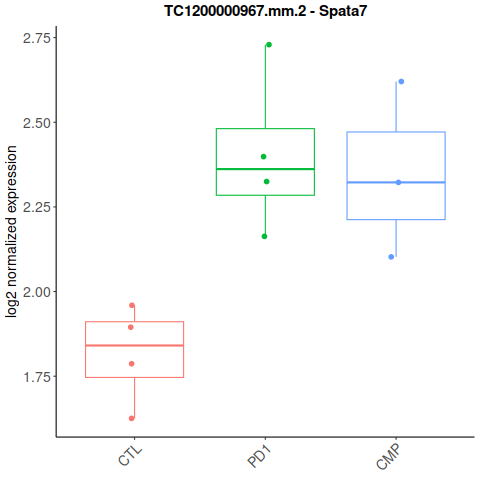 TC1200000967.mm.2 - Spata7
log2 normalized expression
2.75
2.50
2.25
2.00
1.75
CTL
PD1
CMP